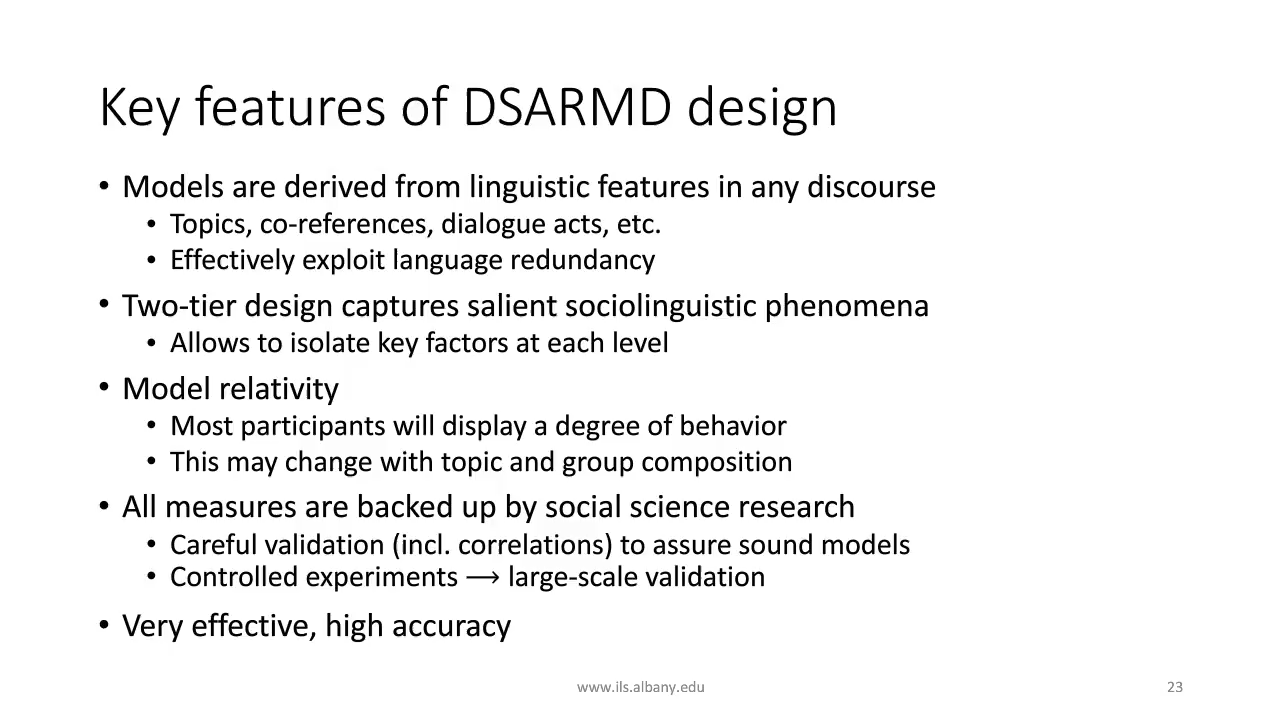 Key features of DSARMD design
• Models are derived from linguistic features in any discourse
• Topics, co-references, dialogue acts, etc.
• Effectively exploit language redundancy
• Two-tier design captures salient sociolinguistic phenomena
• Allows to isolate key factors at each level
• Model relativity
• Most participants will display a degree of behavior
• This may change with topic and group composition
• All measures are backed up by social science research
• Careful validation (incl. correlations) to assure sound models
• Controlled experiments ⟶ large-scale validation
• Very effective, high accuracy
www.ils.albany.edu
23